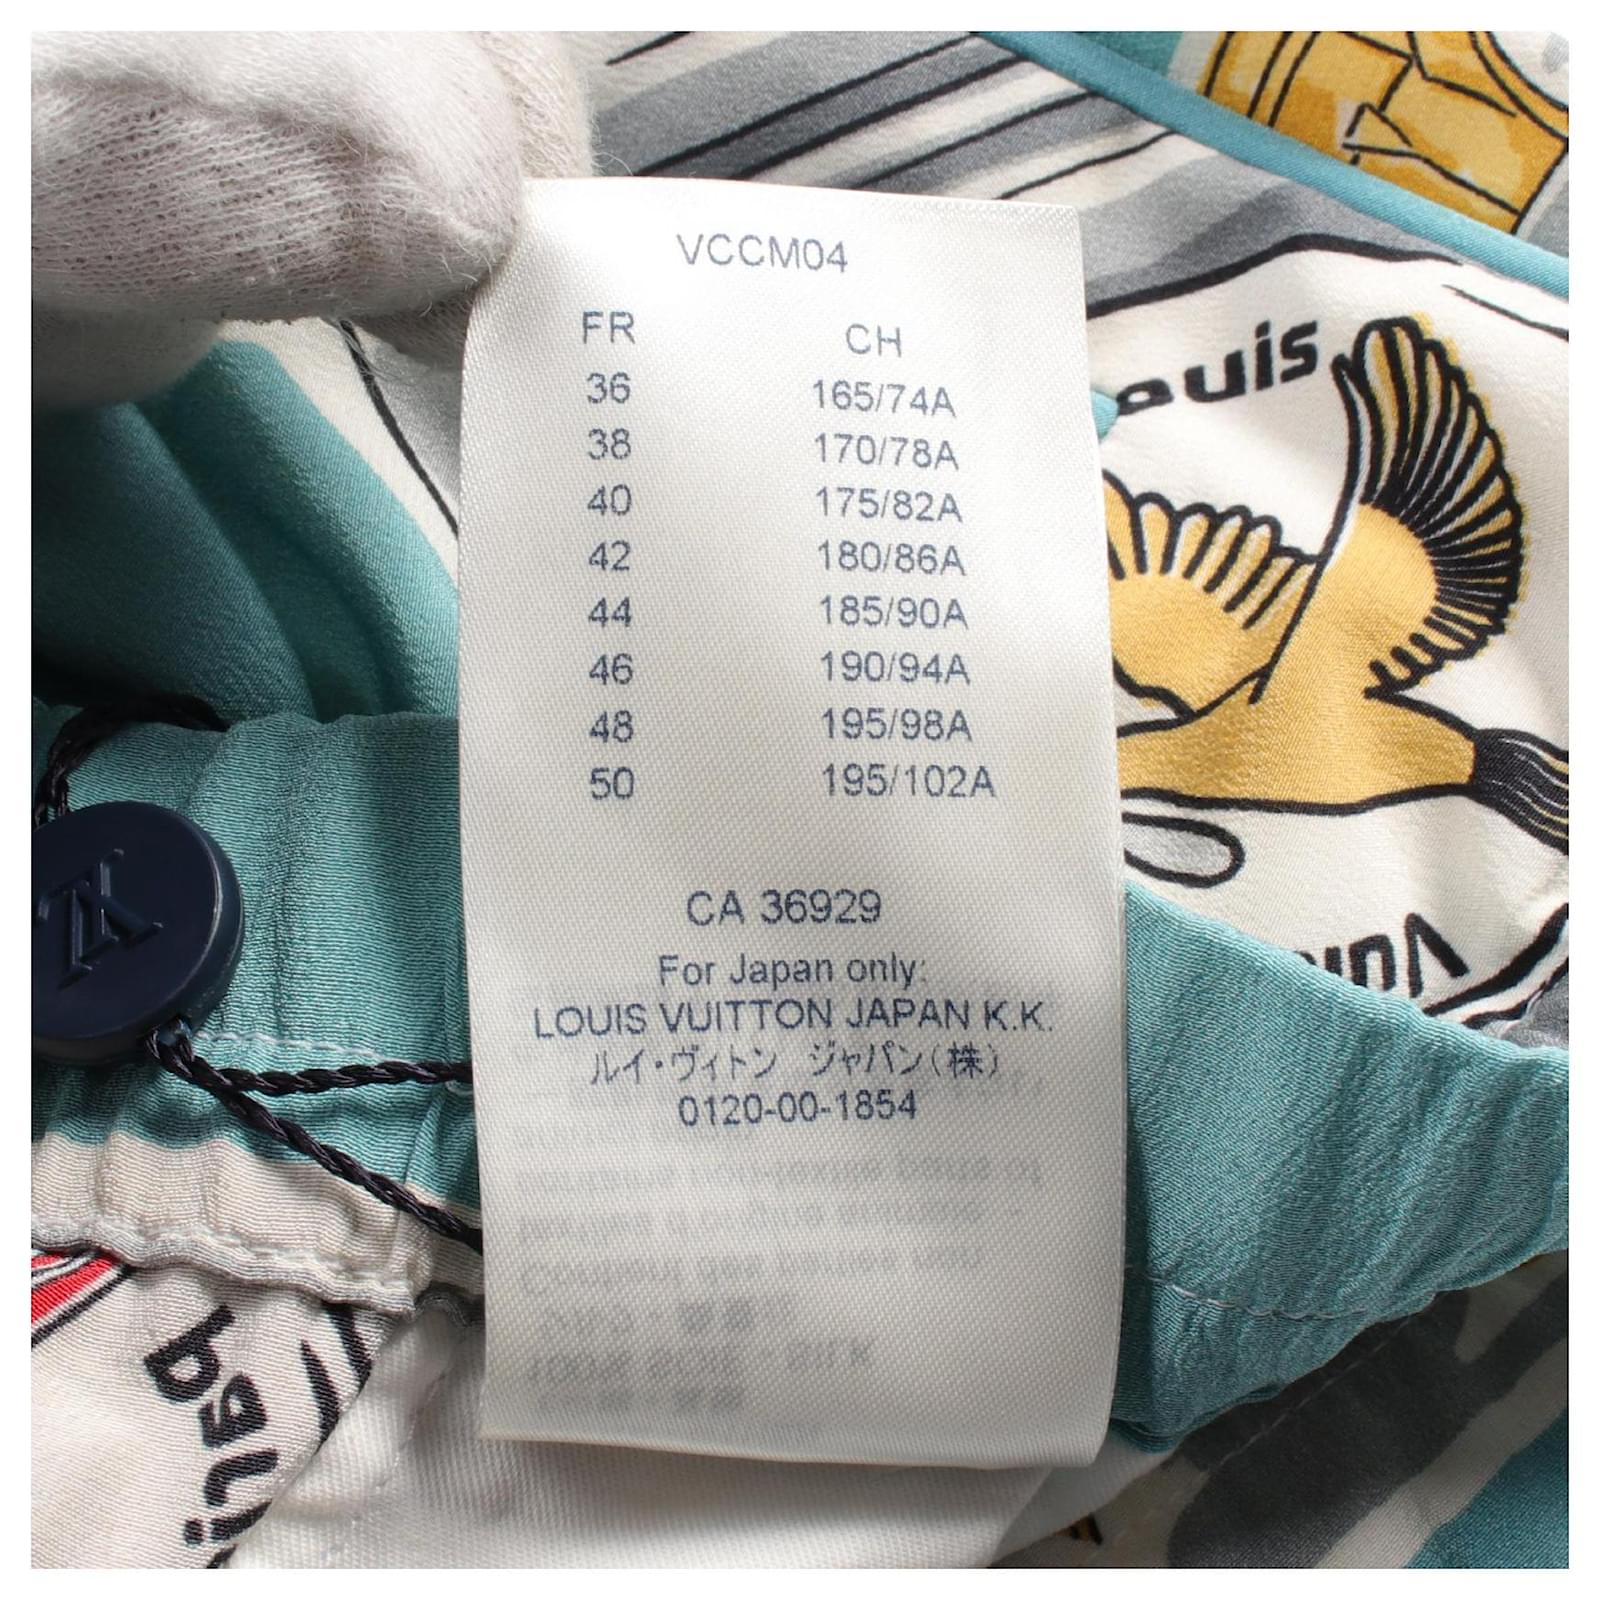 VCCM04
FR CH
36 165/74A
38 170/78A
40 175/82A
42 180/86A
44 185/90A
46 190/94A
48 195/98A
50 195/102A
CA 36929
For Japan only:
LOUIS VUITTON JAPAN K.K.
ルイ・ヴィトン ジャパン(株)
0120-00-1854